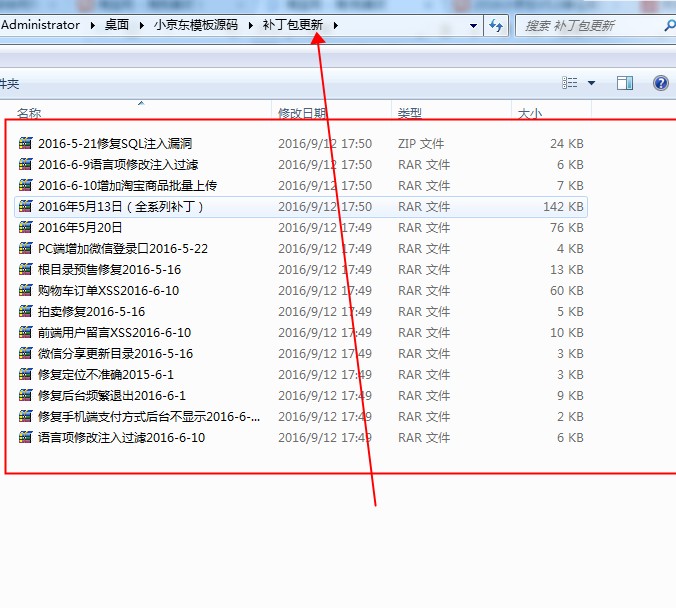 Administrator ▸ 桌面 ▸ 小京东模板源码 ▸ 补丁包更新 ▸ 搜索 补丁包更新
件夹
名称 修改日期 类型 大小
2016-5-21修复SQL注入漏洞 2016/9/12 17:50 ZIP 文件 24 KB
2016-6-9语言项修改注入过滤 2016/9/12 17:50 RAR 文件 6 KB
2016-6-10增加淘宝商品批量上传 2016/9/12 17:50 RAR 文件 7 KB
2016年5月13日（全系列补丁） 2016/9/12 17:50 RAR 文件 142 KB
2016年5月20日 2016/9/12 17:49 RAR 文件 76 KB
PC端增加微信登录口2016-5-22 2016/9/12 17:49 RAR 文件 4 KB
根目录预售修复2016-5-16 2016/9/12 17:49 RAR 文件 13 KB
购物车订单XSS2016-6-10 2016/9/12 17:49 RAR 文件 60 KB
拍卖修复2016-5-16 2016/9/12 17:49 RAR 文件 5 KB
前端用户留言XSS2016-6-10 2016/9/12 17:49 RAR 文件 10 KB
微信分享更新目录2016-5-16 2016/9/12 17:49 RAR 文件 3 KB
修复定位不准确2015-6-1 2016/9/12 17:49 RAR 文件 3 KB
修复后台频繁退出2016-6-1 2016/9/12 17:49 RAR 文件 9 KB
修复手机端支付方式后台不显示2016-6-... 2016/9/12 17:49 RAR 文件 2 KB
语言项修改注入过滤2016-6-10 2016/9/12 17:49 RAR 文件 6 KB